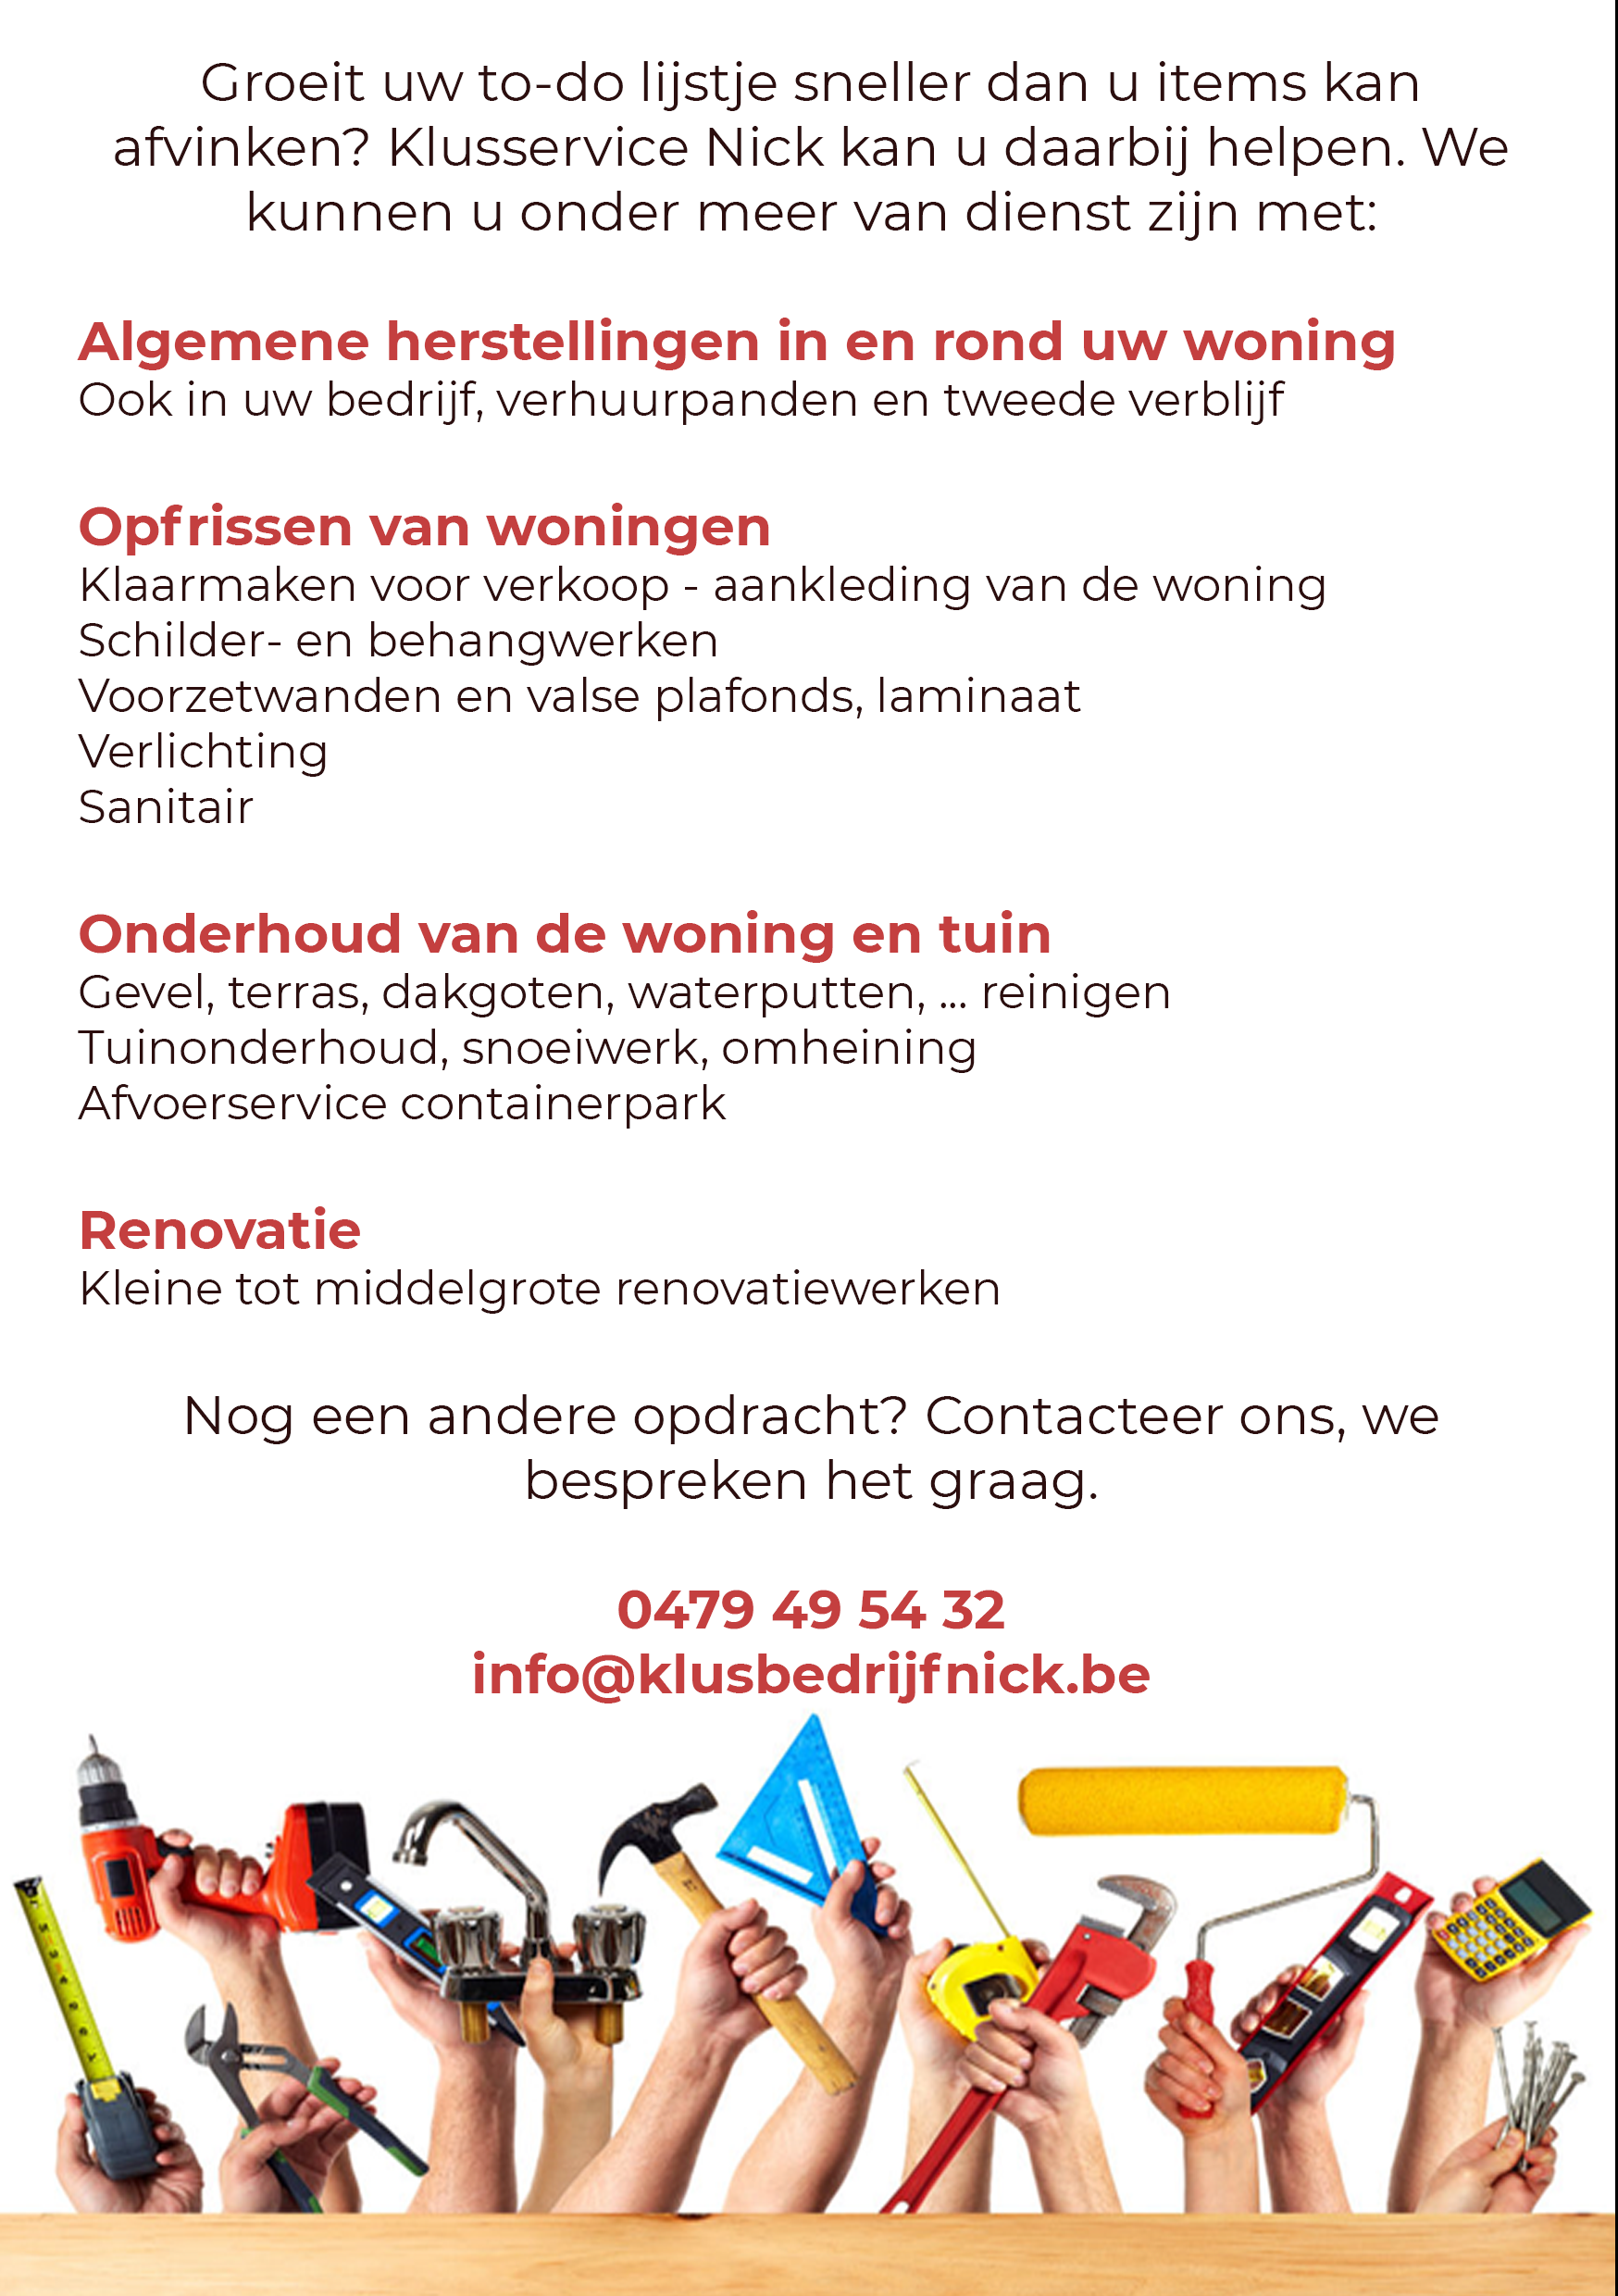 Groeit uw to-do lijstje sneller dan u items kan
afvinken? Klusservice Nick kan u daarbij helpen. We
kunnen u onder meer van dienst zijn met:
Algemene herstellingen in en rond uw woning
Ook in uw bedrijf, verhuurpanden en tweede verblijf
Opfrissen van woningen
Klaarmaken voor verkoop - aankleding van de woning
Schilder- en behangwerken
Voorzetwanden en valse plafonds, laminaat
Verlichting
Sanitair
Onderhoud van de woning en tuin
Gevel, terras, dakgoten, waterputten, ... reinigen
Tuinonderhoud, snoeiwerk, omheining
Afvoerservice containerpark
Renovatie
Kleine tot middelgrote renovatiewerken
Nog een andere opdracht? Contacteer ons, we
bespreken het graag.
0479 49 54 32
info@klusbedrijfnick.be